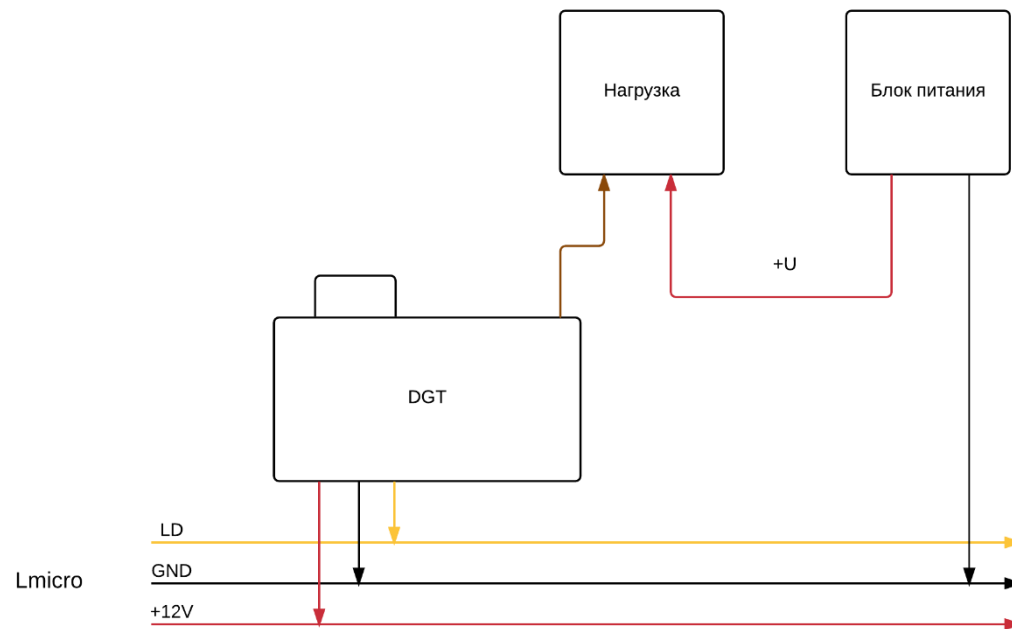 Нагрузка
Блок питания
+U
DGT
LD
GND
Lmicro
+12V